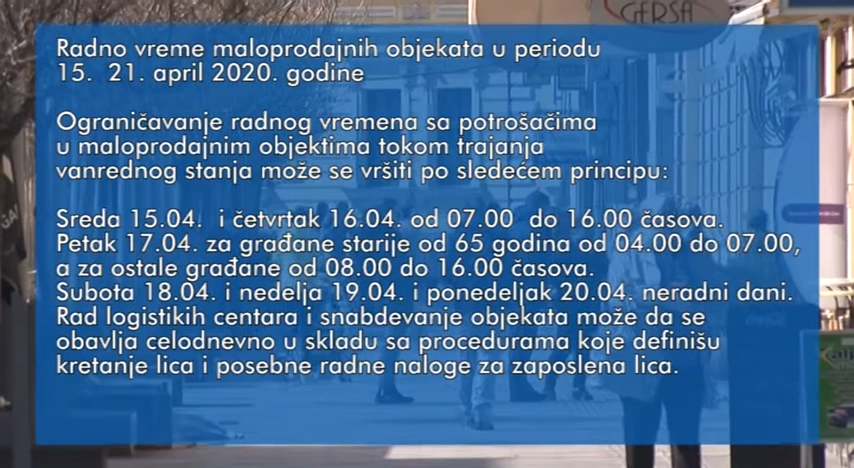 GERSA
Radno vreme maloprodajnih objekata u periodu
15.  21. april 2020. godine
Ograničavanje radnog vremena sa potrošačima
u maloprodajnim objektima tokom trajanja
vanrednog stanja može se vršiti po sledećem principu:
Sreda 15.04.  i četvrtak 16.04. od 07.00  do 16.00 časova.
Petak 17.04. za građane starije od 65 godina od 04.00 do 07.00,
a za ostale građane od 08.00 do 16.00 časova.
Subota 18.04. i nedelja 19.04. i ponedeljak 20.04. neradni dani.
Rad logistikih centara i snabdevanje objekata može da se
obavlja celodnevno u skladu sa procedurama koje definišu
kretanje lica i posebne radne naloge za zaposlena lica.